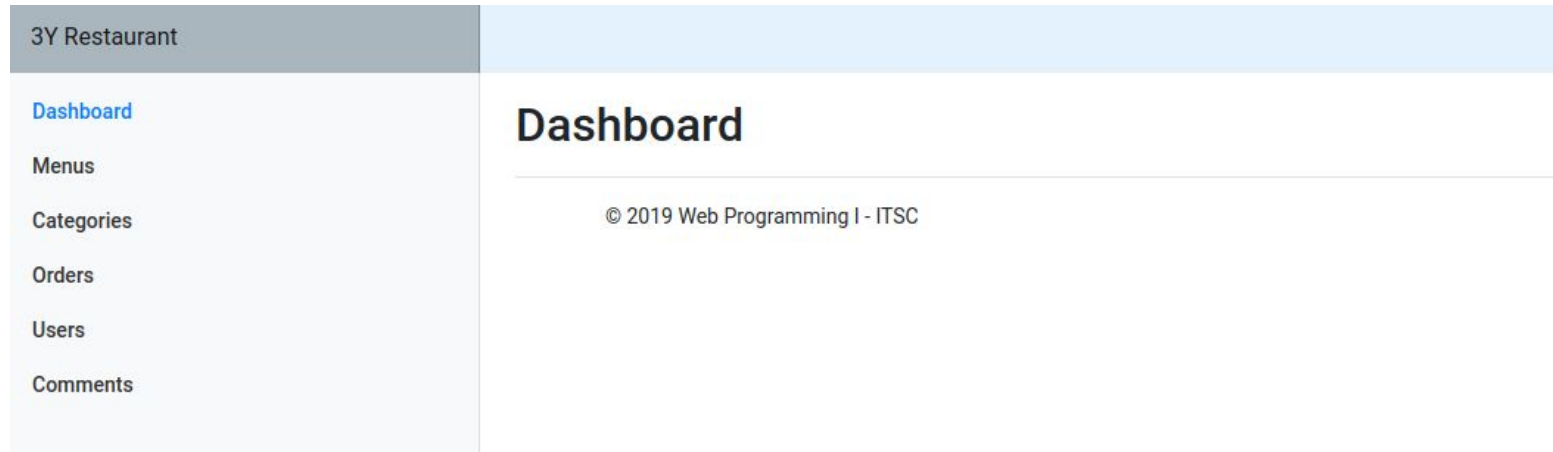 3Y Restaurant
Dashboard
Menus
Categories
Orders
Users
Comments
Dashboard
© 2019 Web Programming I - ITSC